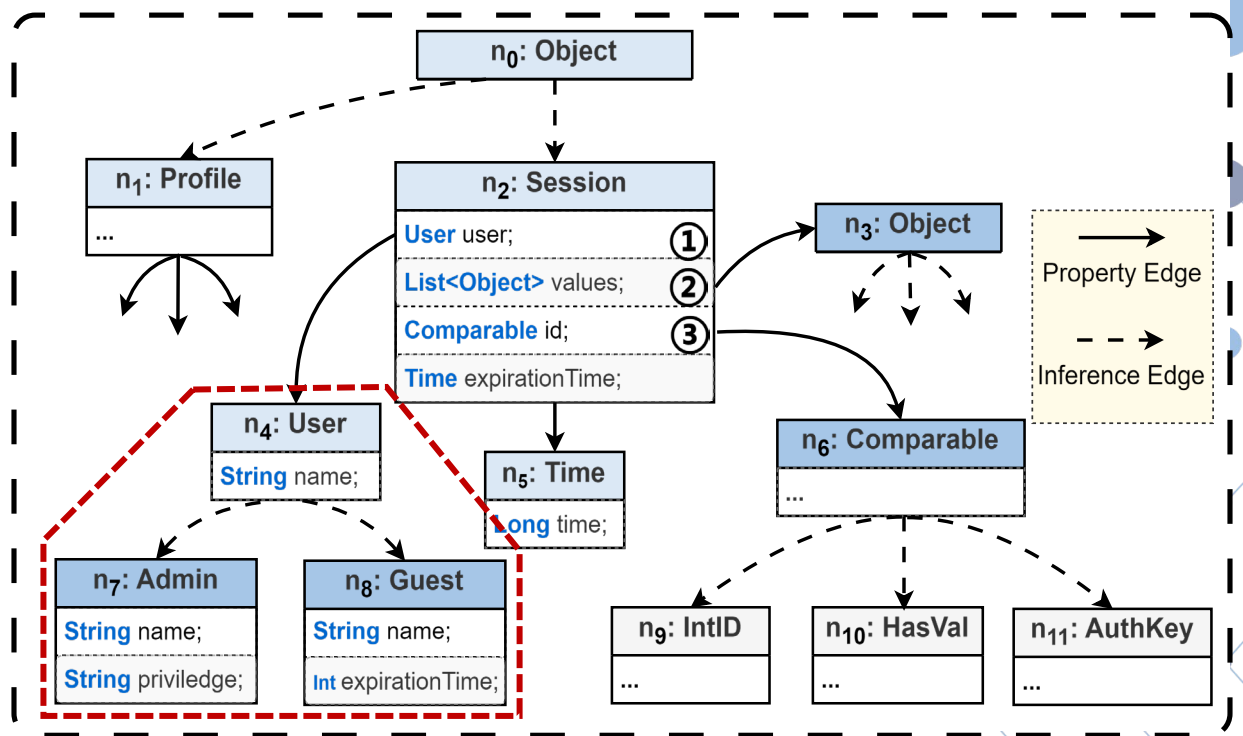 n0: Object
n1: Profile
...
n2: Session
User user;
①
List<Object> values;
②
Comparable id;
③
Time expirationTime;
n3: Object
Property Edge
Inference Edge
n4: User
String name;
n5: Time
Long time;
n6: Comparable
...
n7: Admin
String name;
String priviledge;
n8: Guest
String name;
Int expirationTime;
n9: IntID
...
n10: HasVal
...
n11: AuthKey
...